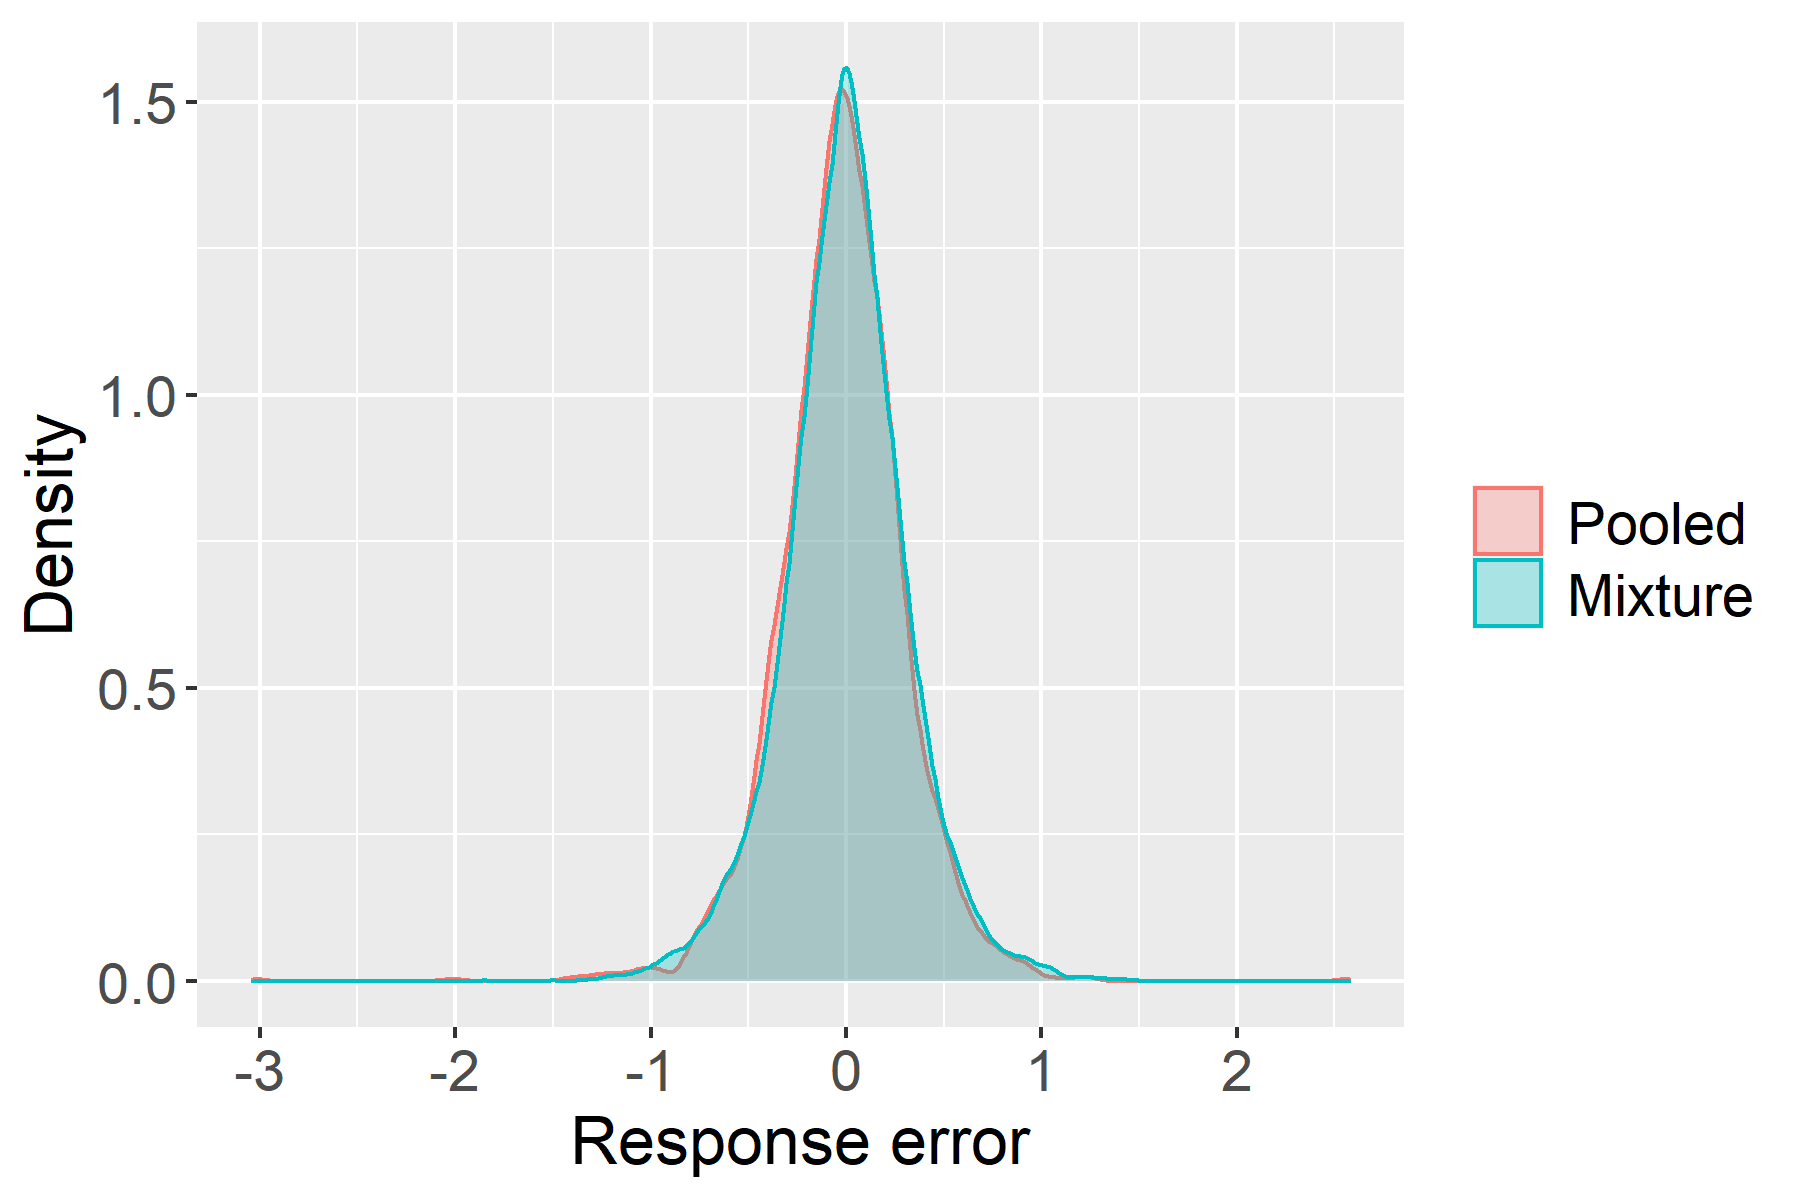 Density
1.5
1.0
0.5
0.0
-3 -2 -1 0 1 2
Response error
Pooled
Mixture